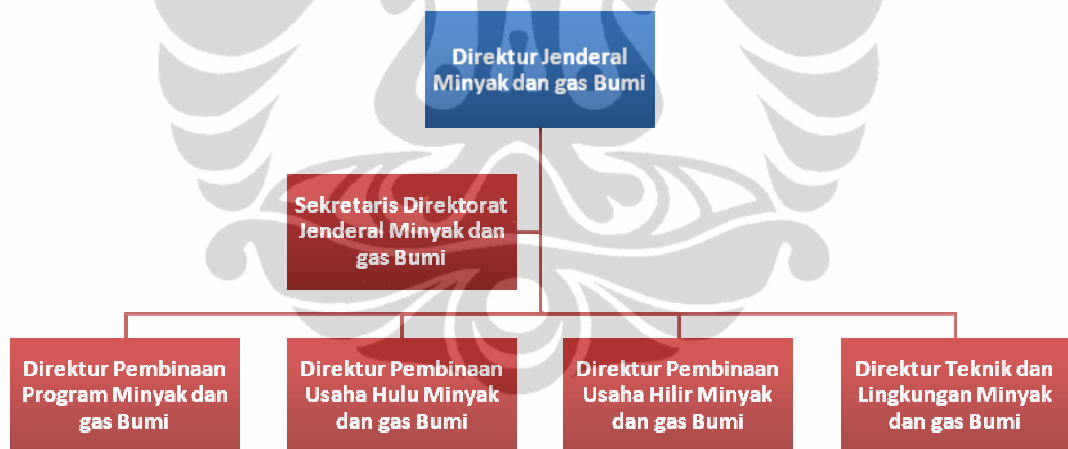 Direktur Jenderal
Minyak dan gas Bumi
Sekretaris Direktorat
Jenderal Minyak dan
gas Bumi
Direktur Pembinaan
Program Minyak dan
gas Bumi
Direktur Pembinaan
Usaha Hulu Minyak
dan gas Bumi
Direktur Pembinaan
Usaha Hilir Minyak
dan gas Bumi
Direktur Teknik dan
Lingkungan Minyak
dan gas Bumi